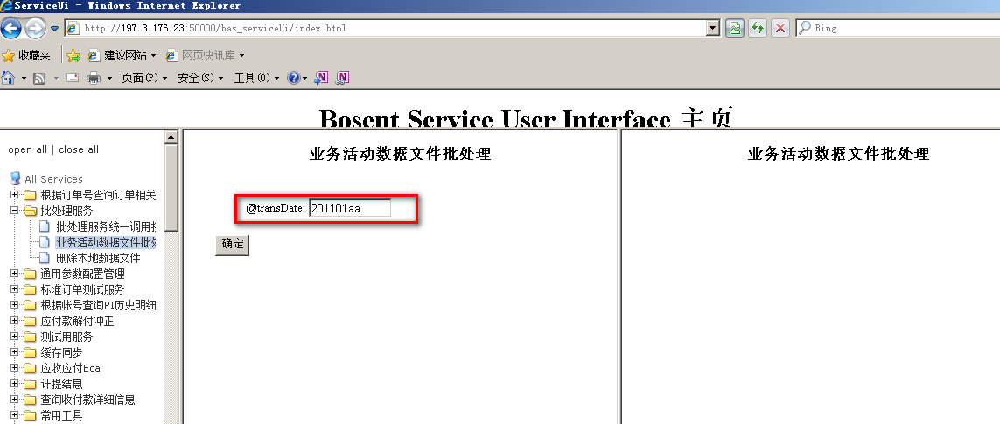 ServiceUi - Windows Internet Explorer
http://197.3.176.23:50000/bas_serviceUi/index.html
Bing
收藏夹
建议网站
网页快讯库
页面(P)
安全(S)
工具(O)
Bosent Service User Interface 主页
open all | close all
All Services
根据订单号查询订单相关
批处理服务
批处理服务统一调用接
业务活动数据文件批处
删除本地数据文件
通用参数配置管理
标准订单测试服务
根据帐号查询PI历史明细
应付款解付冲正
测试用服务
缓存同步
应收应付Eca
计提结息
查询收付款详细信息
常用工具
业务活动数据文件批处理
@transDate: 201101aa
确定
业务活动数据文件批处理